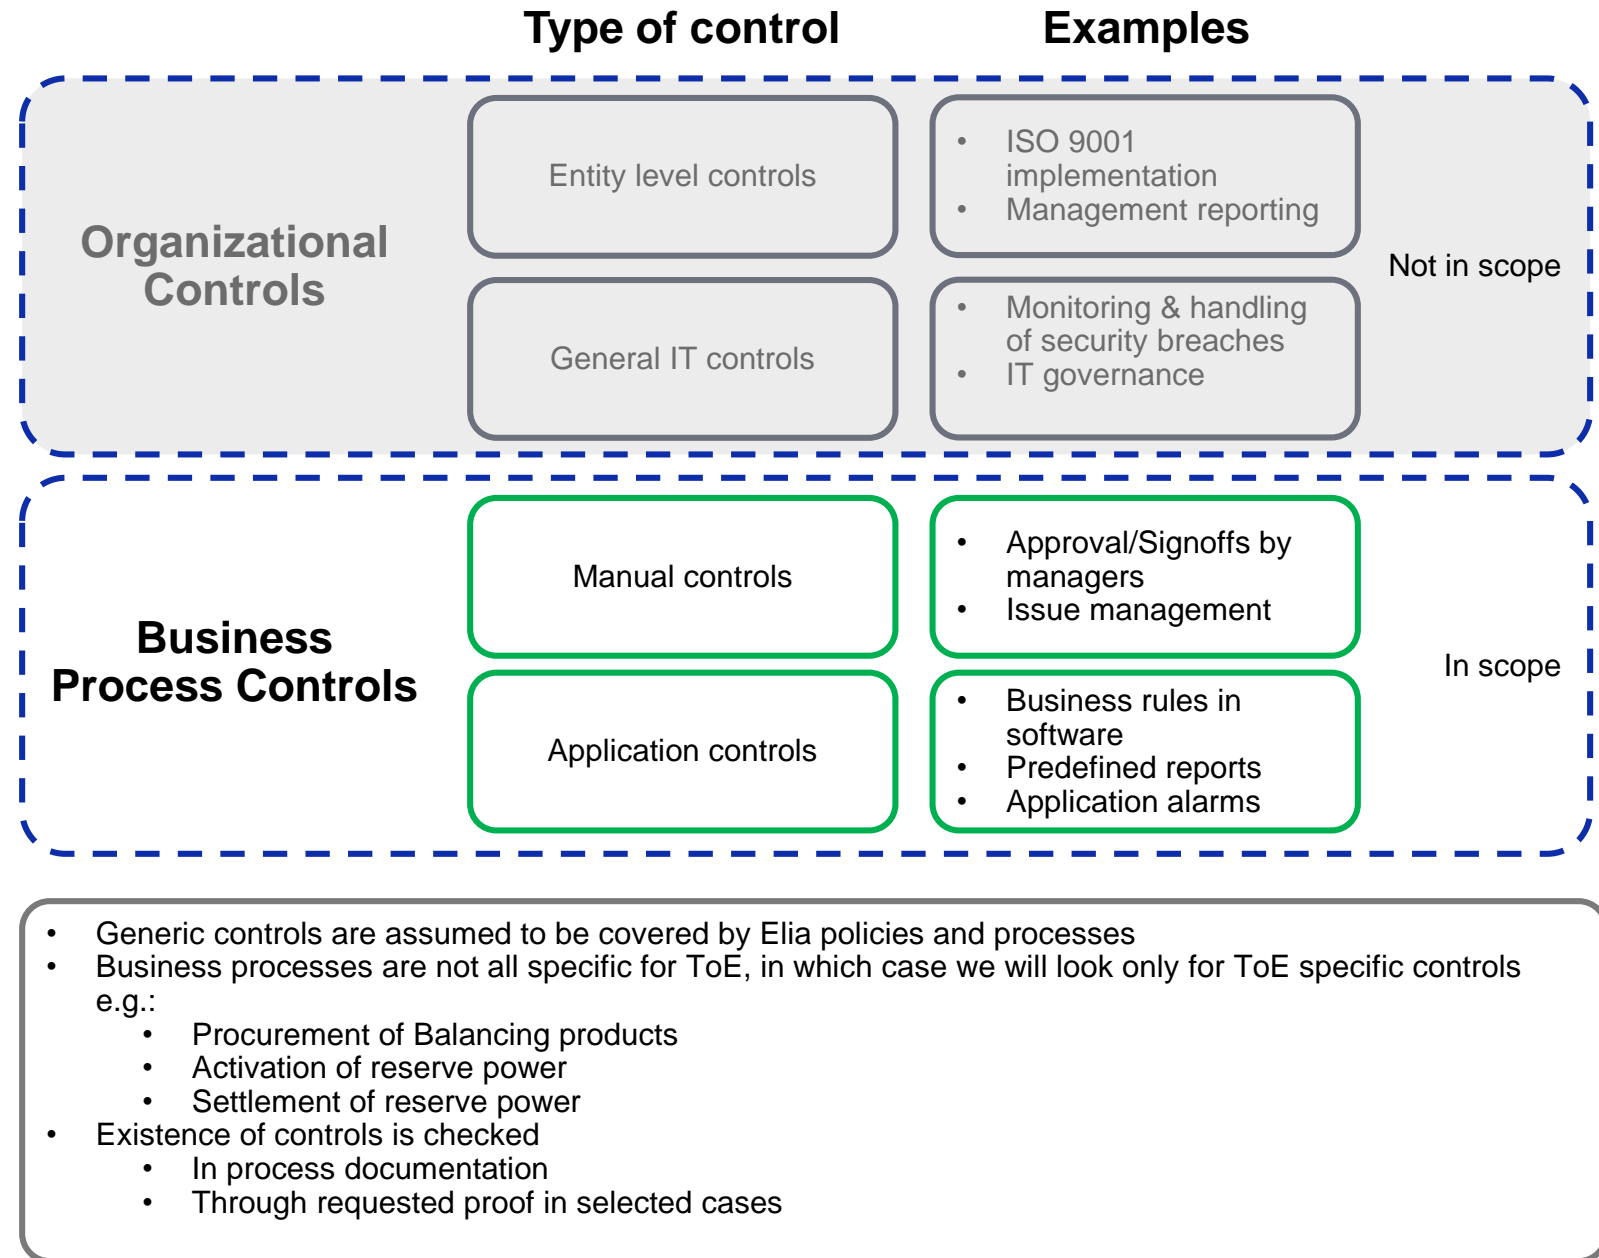 Type of control
Examples
Organizational
Controls
Entity level controls
• ISO 9001
implementation
• Management reporting
General IT controls
• Monitoring & handling
of security breaches
• IT governance
Not in scope
Business
Process Controls
Manual controls
• Approval/Signoffs by
managers
• Issue management
Application controls
• Business rules in
software
• Predefined reports
• Application alarms
In scope
• Generic controls are assumed to be covered by Elia policies and processes
• Business processes are not all specific for ToE, in which case we will look only for ToE specific controls
e.g.:
• Procurement of Balancing products
• Activation of reserve power
• Settlement of reserve power
• Existence of controls is checked
• In process documentation
• Through requested proof in selected cases